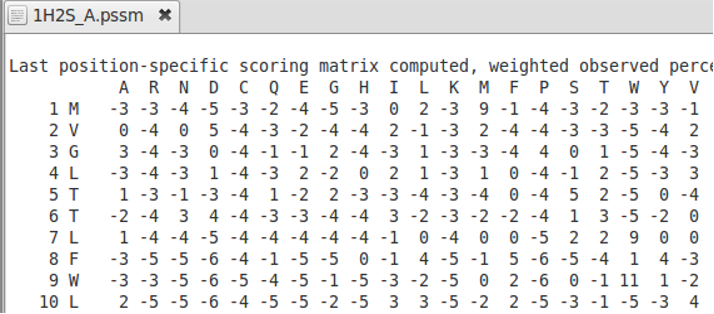 1H2S_A.pssm ✖
Last position-specific scoring matrix computed, weighted observed perce
A R N D C Q E G H I L K M F P S T W Y V
1 M -3 -3 -4 -5 -3 -2 -4 -5 -3 0 2 -3 9 -1 -4 -3 -2 -3 -3 -1
2 V 0 -4 0 5 -4 -3 -2 -4 -4 2 -1 -3 2 -4 -4 -3 -3 -5 -4 2
3 G 3 -4 -3 0 -4 -1 -1 2 -4 -3 1 -3 -3 -4 4 0 1 -5 -4 -3
4 L -3 -4 -3 1 -4 -3 2 -2 0 2 1 -3 1 0 -4 -1 2 -5 -3 3
5 T 1 -3 -1 -3 -4 1 -2 2 -3 -3 -4 -3 -4 0 -4 5 2 -5 0 -4
6 T -2 -4 3 4 -4 -3 -3 -4 -4 3 -2 -3 -2 -2 -4 1 3 -5 -2 0
7 L 1 -4 -4 -5 -4 -4 -4 -4 -4 -1 0 -4 0 0 -5 2 2 9 0 0
8 F -3 -5 -5 -6 -4 -1 -5 -5 0 -1 4 -5 -1 5 -6 -5 -4 1 4 -3
9 W -3 -3 -5 -6 -5 -4 -5 -1 -5 -3 -2 -5 0 2 -6 0 -1 11 1 -2
10 L 2 -5 -5 -6 -4 -5 -5 -2 -5 3 3 -5 -2 2 -5 -3 -1 -5 -3 4